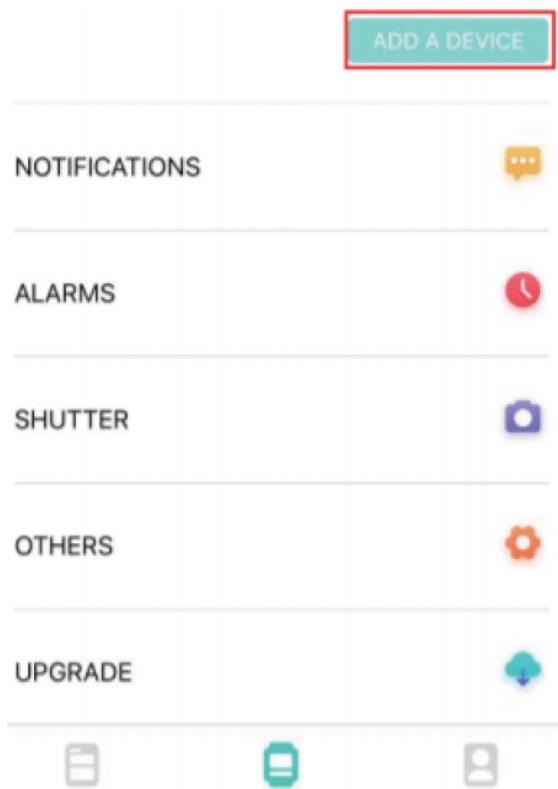 ADD A DEVICE
NOTIFICATIONS
ALARMS
SHUTTER
OTHERS
UPGRADE